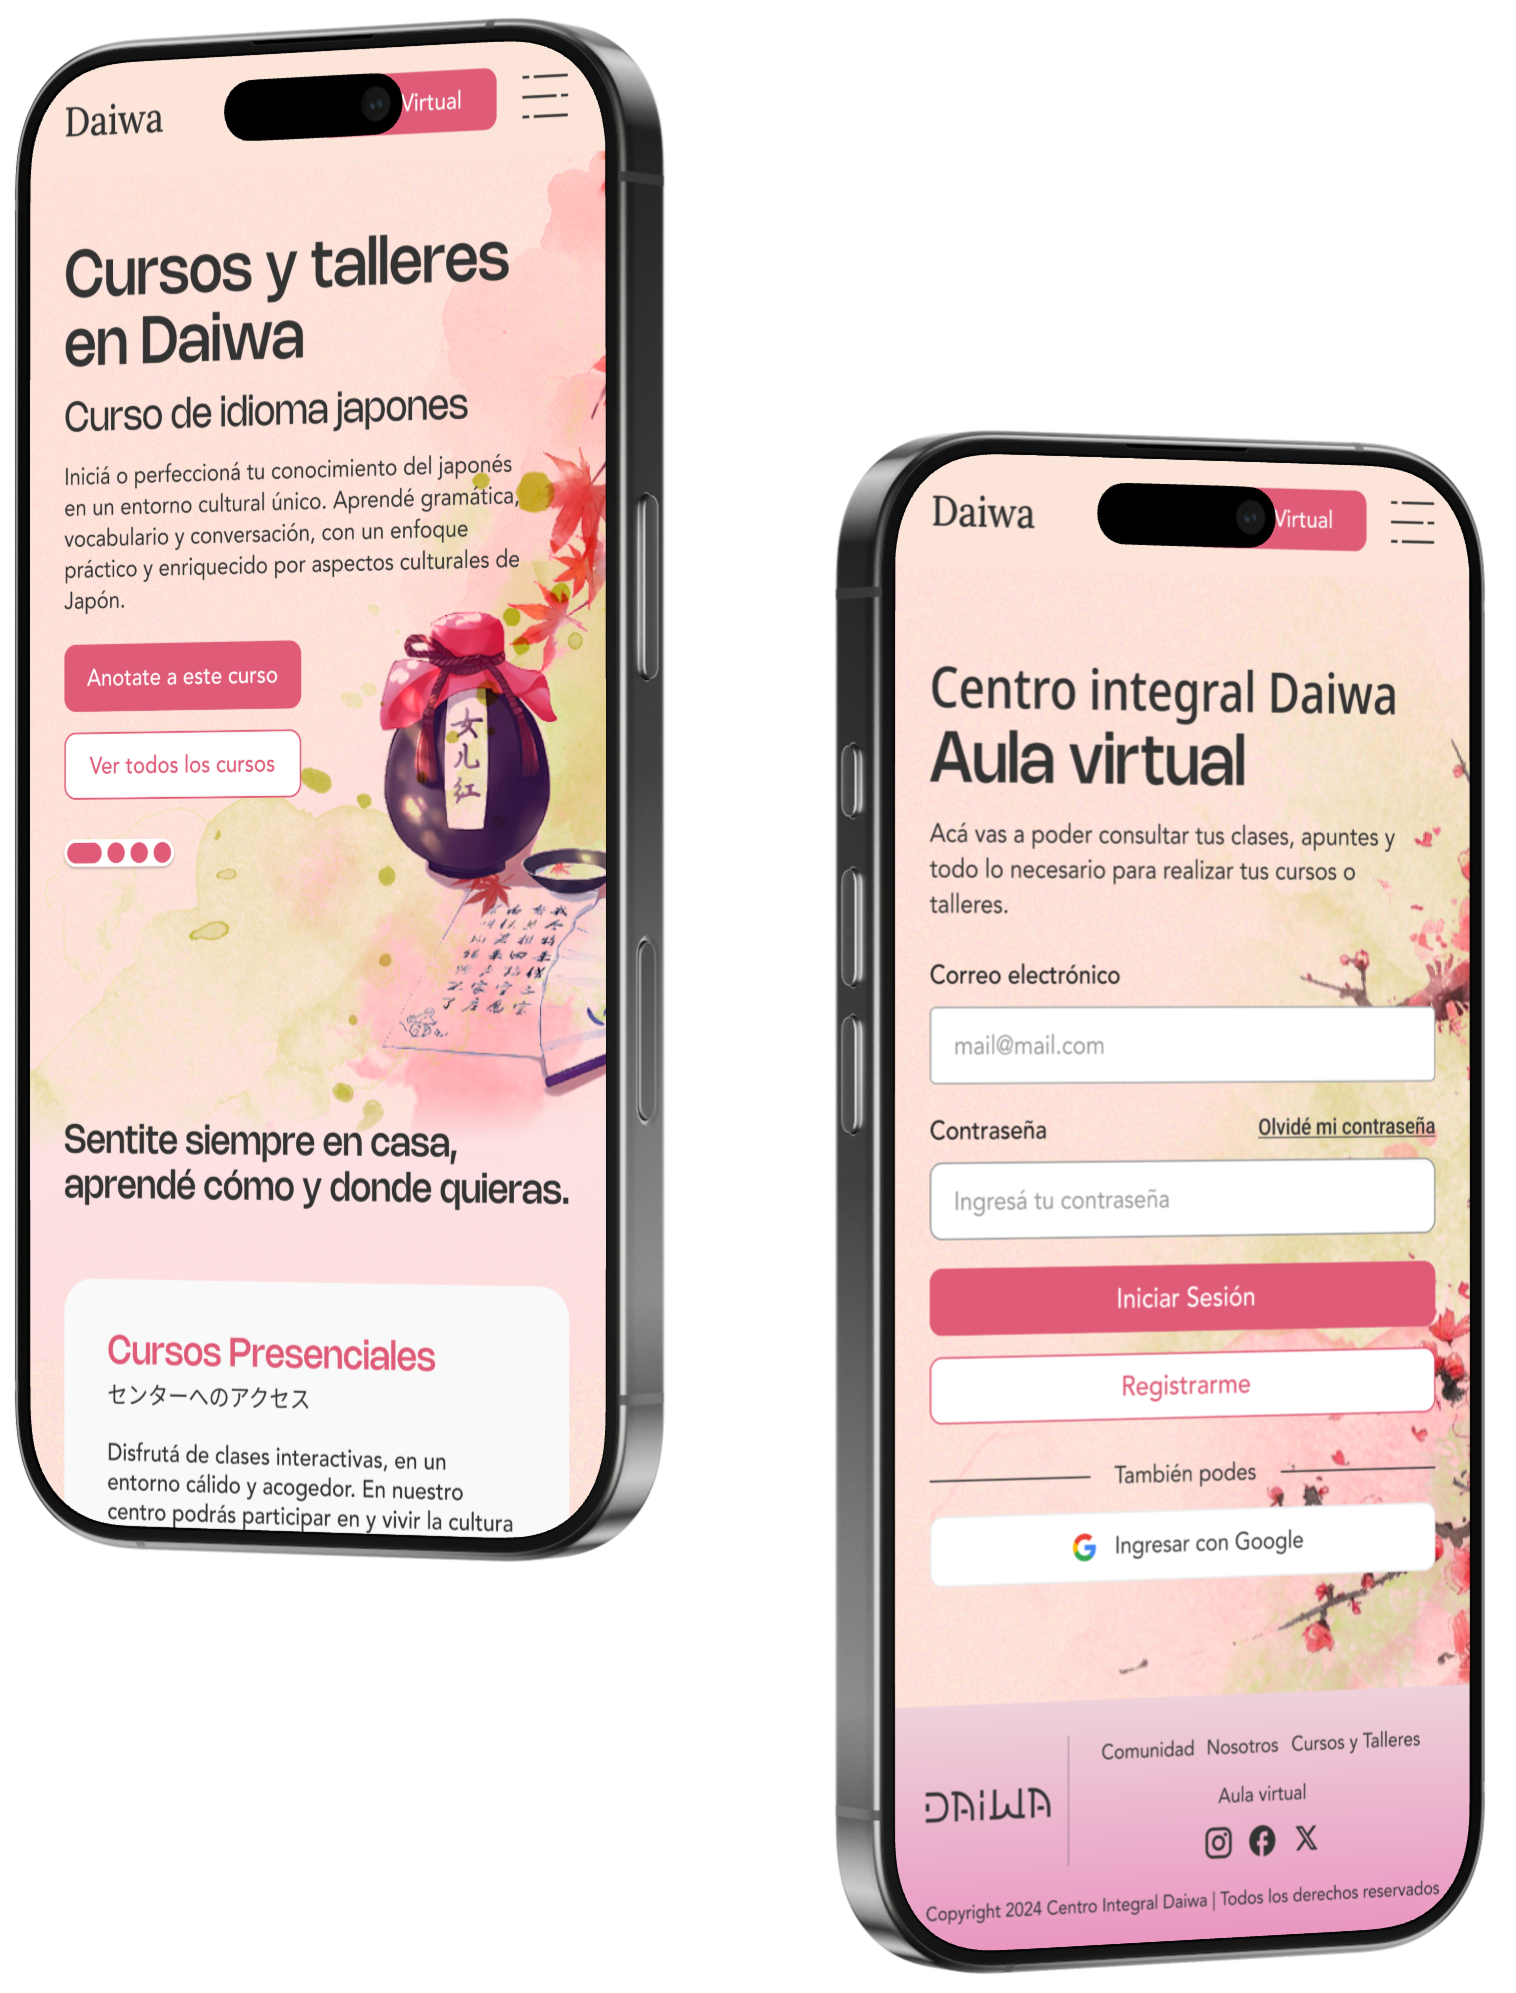 Daiwa
Virtual
Cursos y talleres
en Daiwa
Curso de idioma japones
Iniciá o perfeccioná tu conocimiento del japonés
en un entorno cultural único. Aprendé gramática,
vocabulario y conversación, con un enfoque
práctico y enriquecido por aspectos culturales de
Japón.
Anotate a este curso
Ver todos los cursos
女
儿
红
Sentite siempre en casa,
aprendé cómo y donde quieras.
Cursos Presenciales
センターへのアクセス
Disfrutá de clases interactivas, en un
entorno cálido y acogedor. En nuestro
centro podrás participar en y vivir la cultura
Daiwa
Virtual
Centro integral Daiwa
Aula virtual
Acá vas a poder consultar tus clases, apuntes y
todo lo necesario para realizar tus cursos o
talleres.
Correo electrónico
mail@mail.com
Contraseña
Olvidé mi contraseña
Ingresá tu contraseña
Iniciar Sesión
Registrarme
También podes
Ingresar con Google
Comunidad Nosotros Cursos y Talleres
Aula virtual
DAiWA
Copyright 2024 Centro Integral Daiwa | Todos los derechos reservados